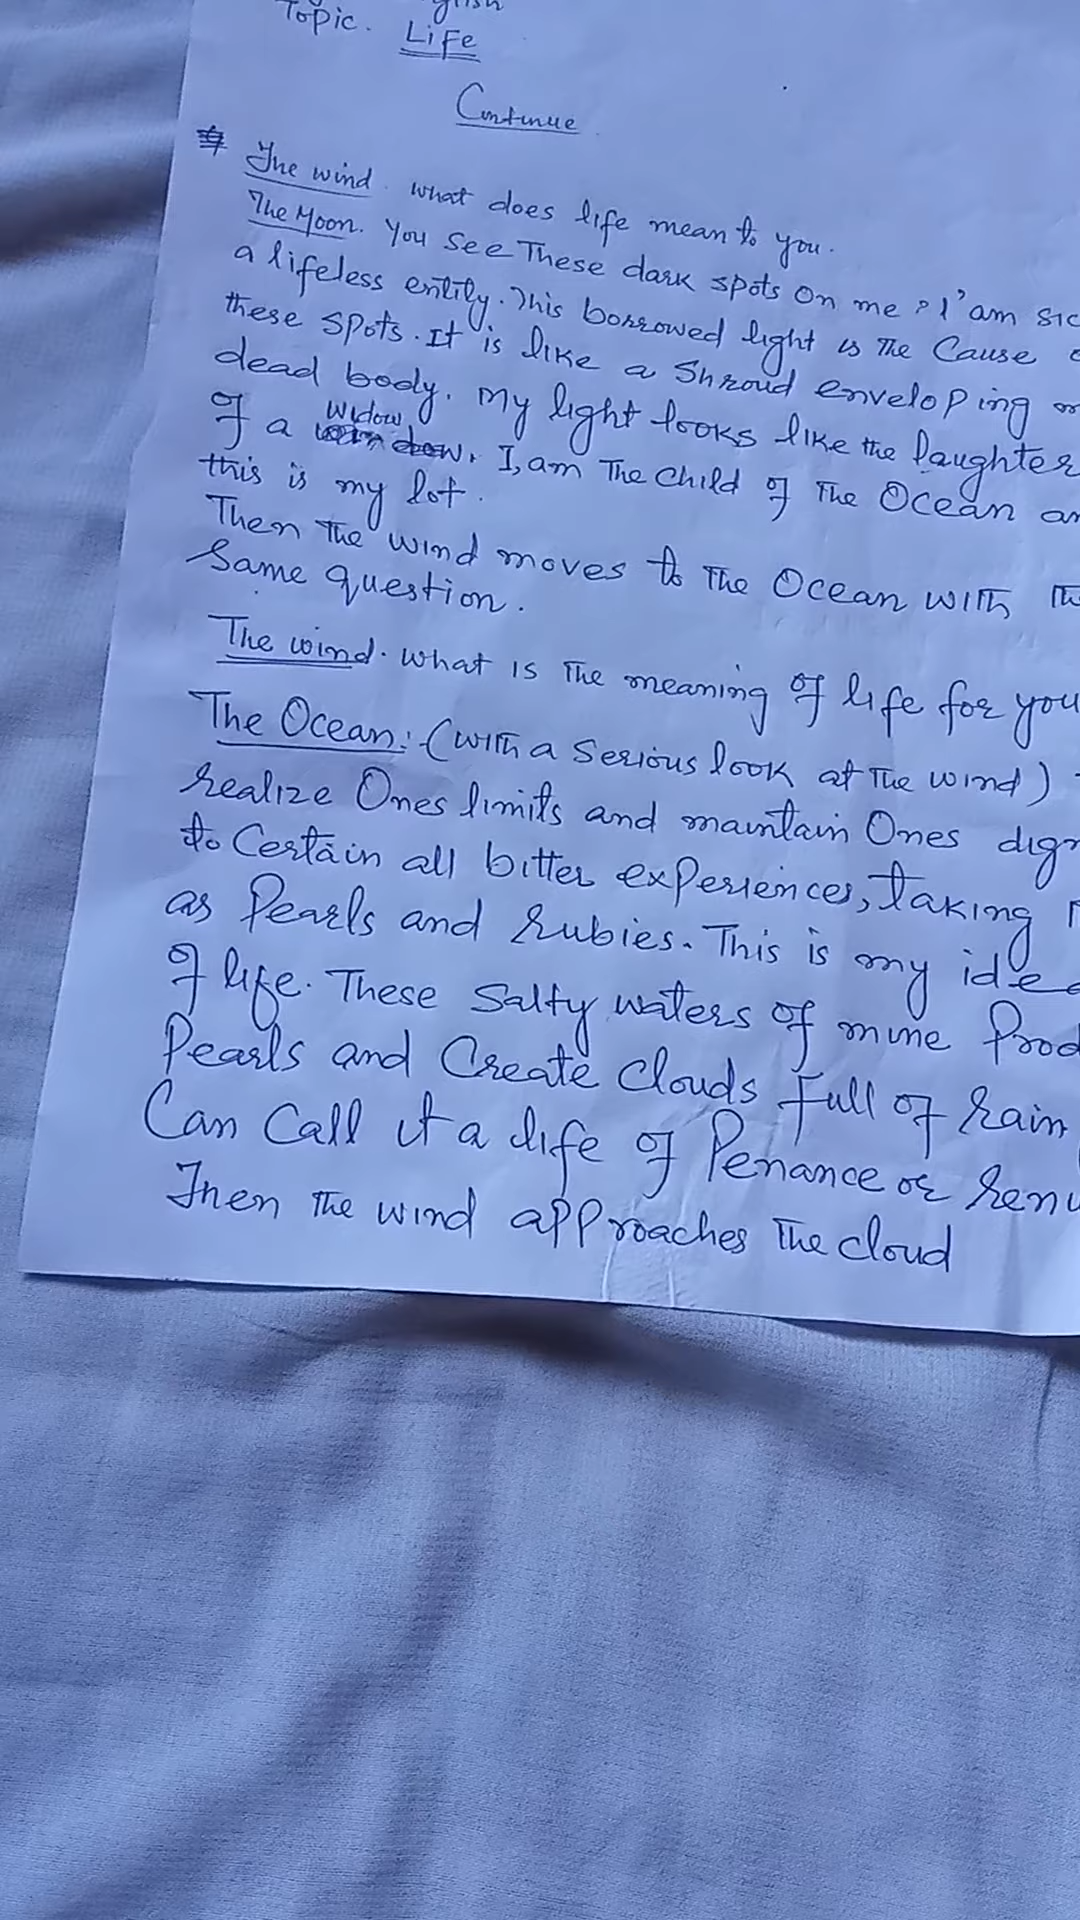 Topic. Life
Continue
The wind. what does life mean to you.
The Moon. You see These dark spots on me? I'am sic
a lifeless entity. This borrowed light is The Cause
these spots. It is like a Shroud enveloping
dead body. My light looks like the laughter
of a widow. I, am The Child of The Ocean an
this is my lot.
Then The wind moves to The Ocean with
Same question.
The wind. what is The meaning of life for you
The Ocean: (with a serious look at The wind)
realize Ones limits and maintain Ones dign
to Certain all bitter experiences, taking
as Pearls and rubies. This is my idea
of life. These Salty waters of mine Prod
Pearls and Create Clouds full of rain
Can Call it a life of Penance or renu
Then The wind approaches The cloud